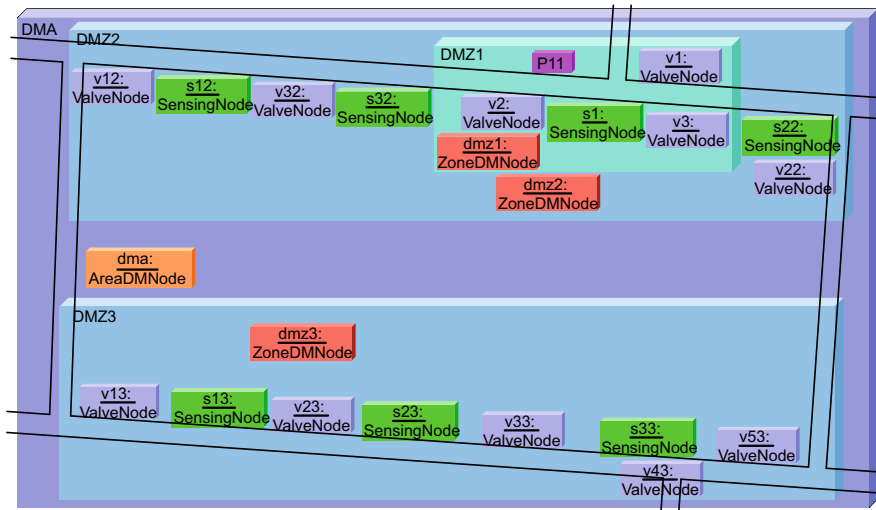 DMA
DMZ2
DMZ1
P11
v1:
ValveNode
v12:
ValveNode
s12:
SensingNode
v32:
ValveNode
s32:
SensingNode
v2:
ValveNode
s1:
SensingNode
v3:
ValveNode
s22:
SensingNode
dmz1:
ZoneDMNode
v22:
ValveNode
dmz2:
ZoneDMNode
dma:
AreaDMNode
DMZ3
dmz3:
ZoneDMNode
v13:
ValveNode
s13:
SensingNode
v23:
ValveNode
s23:
SensingNode
v33:
ValveNode
s33:
SensingNode
v53:
ValveNode
v43:
ValveNode